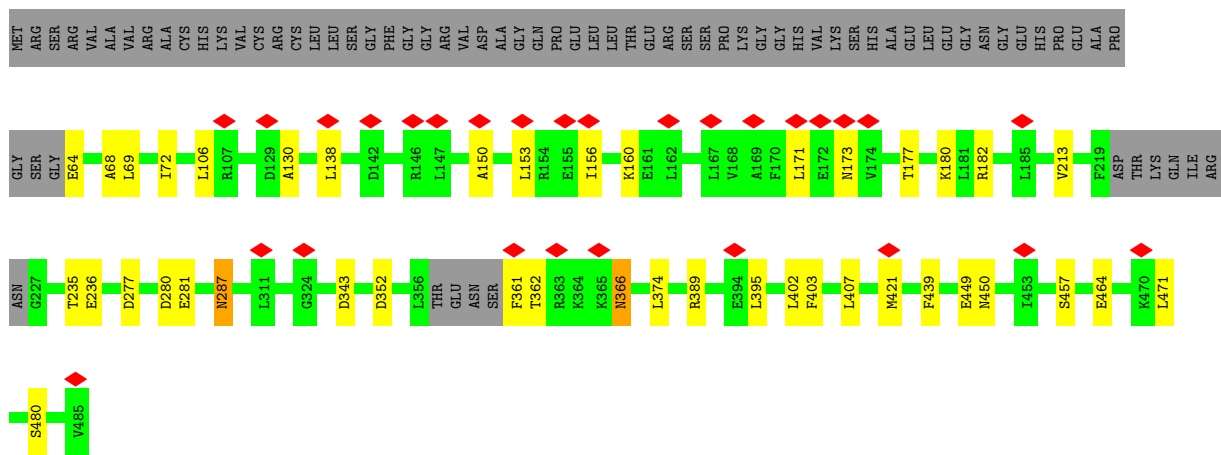 MET ARG SER ARG VAL ALA VAL ARG ALA CYS HIS LYS VAL CYS ARG CYS LEU LEU SER GLY PHE GLY GLY ARG VAL ASP ALA GLY GLN PRO GLU LEU LEU THR GLU ARG SER SER PRO LYS GLY GLY HIS VAL LYS SER HIS ALA GLU LEU GLU GLY ASN GLY GLU HIS PRO GLU ALA PRO
GLY SER GLY E64 A68 L69 I72 L106 R107 D129 A130 L138 D142 R146 L147 A150 L153 R154 E155 I156 K160 E161 L162 L167 V168 A169 F170 L171 E172 N173 V174 T177 K180 L181 R182 L185 V213 F219 ASP THR LYS GLN ILE ARG
ASN G227 T235 E236 D277 D280 E281 N287 L311 G324 D343 D352 L356 THR GLU ASN SER F361 T362 R363 K364 K365 N366 L374 R389 E394 L395 L402 F403 L407 M421 F439 E449 N450 I453 S457 E464 K470 L471
S480 V485